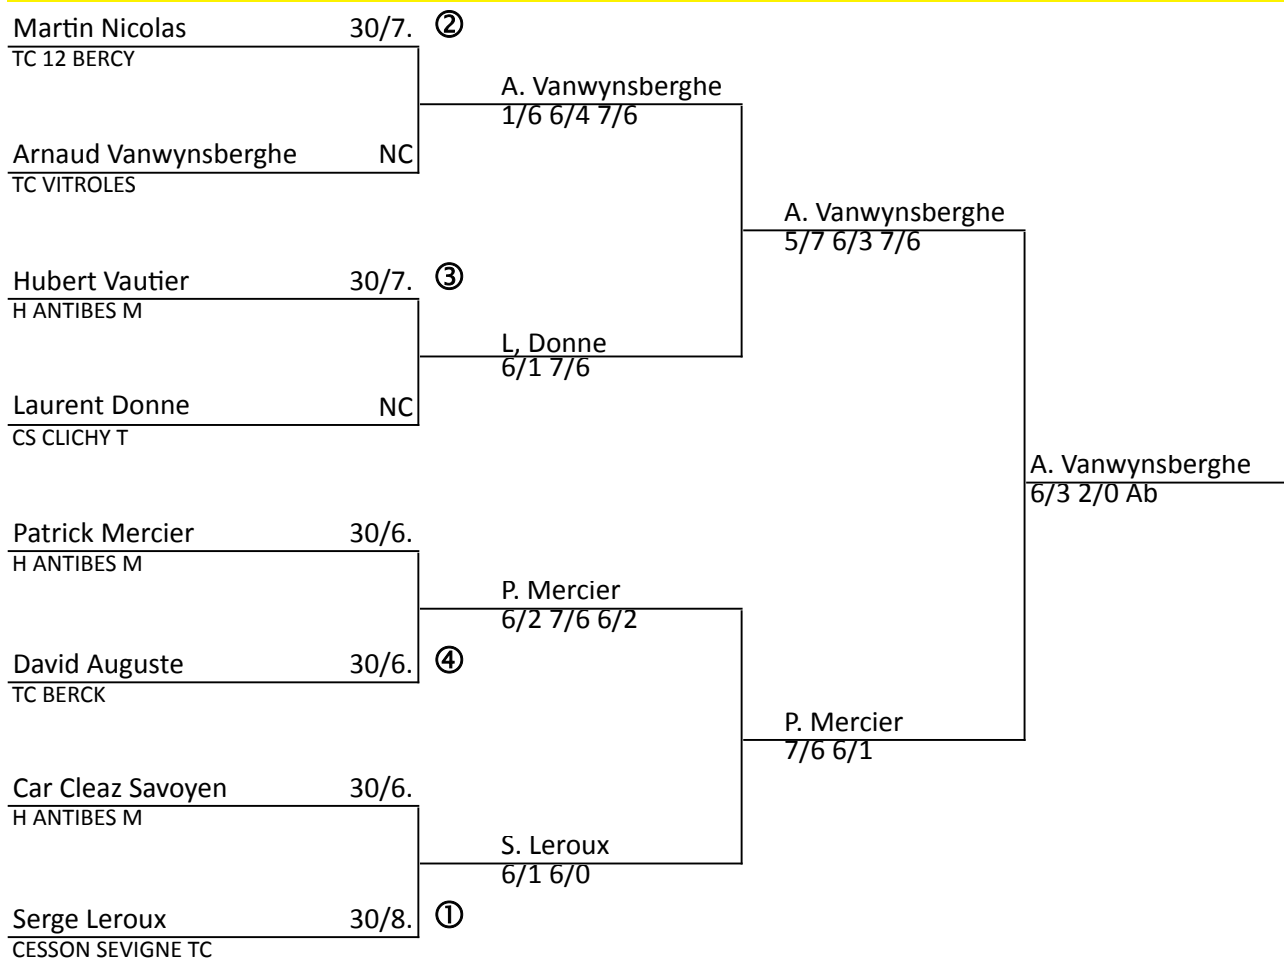 Martin Nicolas 30/7. ②
TC 12 BERCY
A. Vanwynsberghe
1/6 6/4 7/6
Arnaud Vanwynsberghe NC
TC VITROLES
A. Vanwynsberghe
5/7 6/3 7/6
Hubert Vautier 30/7. ③
H ANTIBES M
L, Donne
6/1 7/6
Laurent Donne NC
CS CLICHY T
A. Vanwynsberghe
6/3 2/0 Ab
Patrick Mercier 30/6.
H ANTIBES M
P. Mercier
6/2 7/6 6/2
David Auguste 30/6. ④
TC BERCK
P. Mercier
7/6 6/1
Car Cleaz Savoyen 30/6.
H ANTIBES M
S. Leroux
6/1 6/0
Serge Leroux 30/8. ①
CESSON SEVIGNE TC